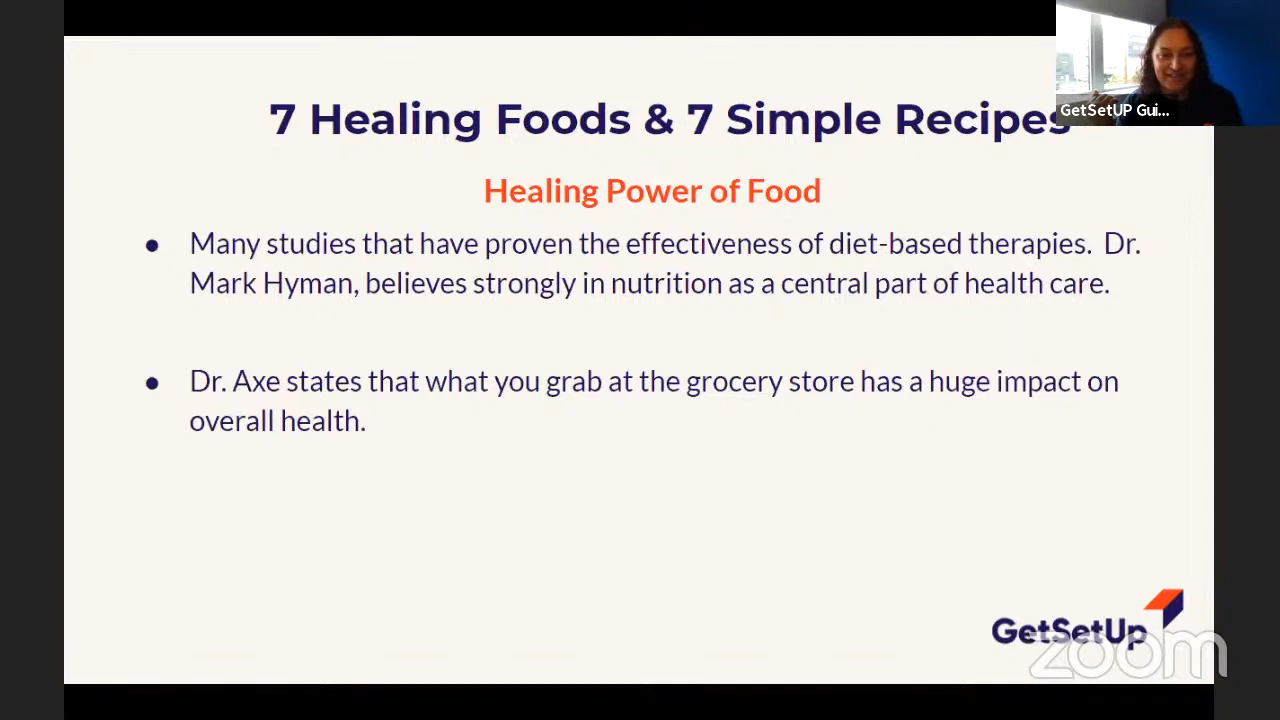 7 Healing Foods & 7 Simple Recipes
GetSetUP Gui...
Healing Power of Food
● Many studies that have proven the effectiveness of diet-based therapies. Dr.
Mark Hyman, believes strongly in nutrition as a central part of health care.
● Dr. Axe states that what you grab at the grocery store has a huge impact on
overall health.
GetSetUp
zoom